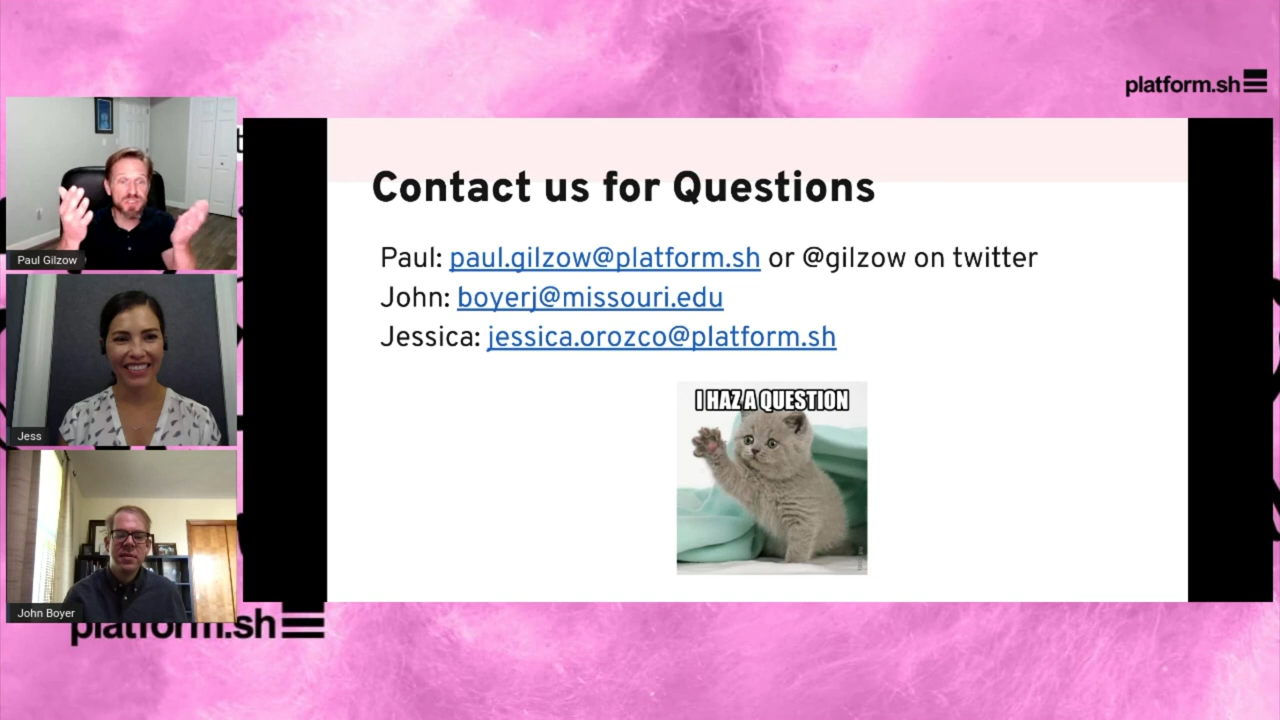 platform.sh
Paul Gilzow
Jess
John Boyer
Contact us for Questions
Paul: paul.gilzow@platform.sh or @gilzow on twitter
John: boyerj@missouri.edu
Jessica: jessica.orozco@platform.sh
I HAZ A QUESTION
platform.sh